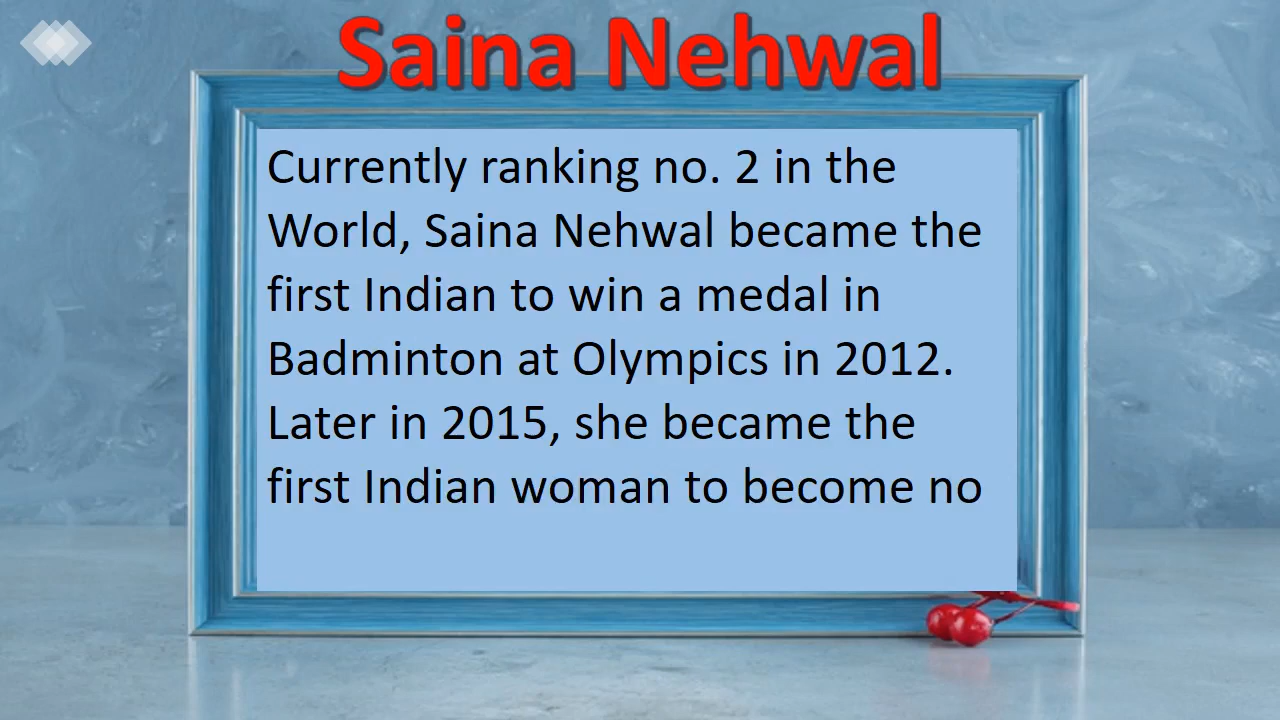 Saina Nehwal
Currently ranking no. 2 in the
World, Saina Nehwal became the
first Indian to win a medal in
Badminton at Olympics in 2012.
Later in 2015, she became the
first Indian woman to become no